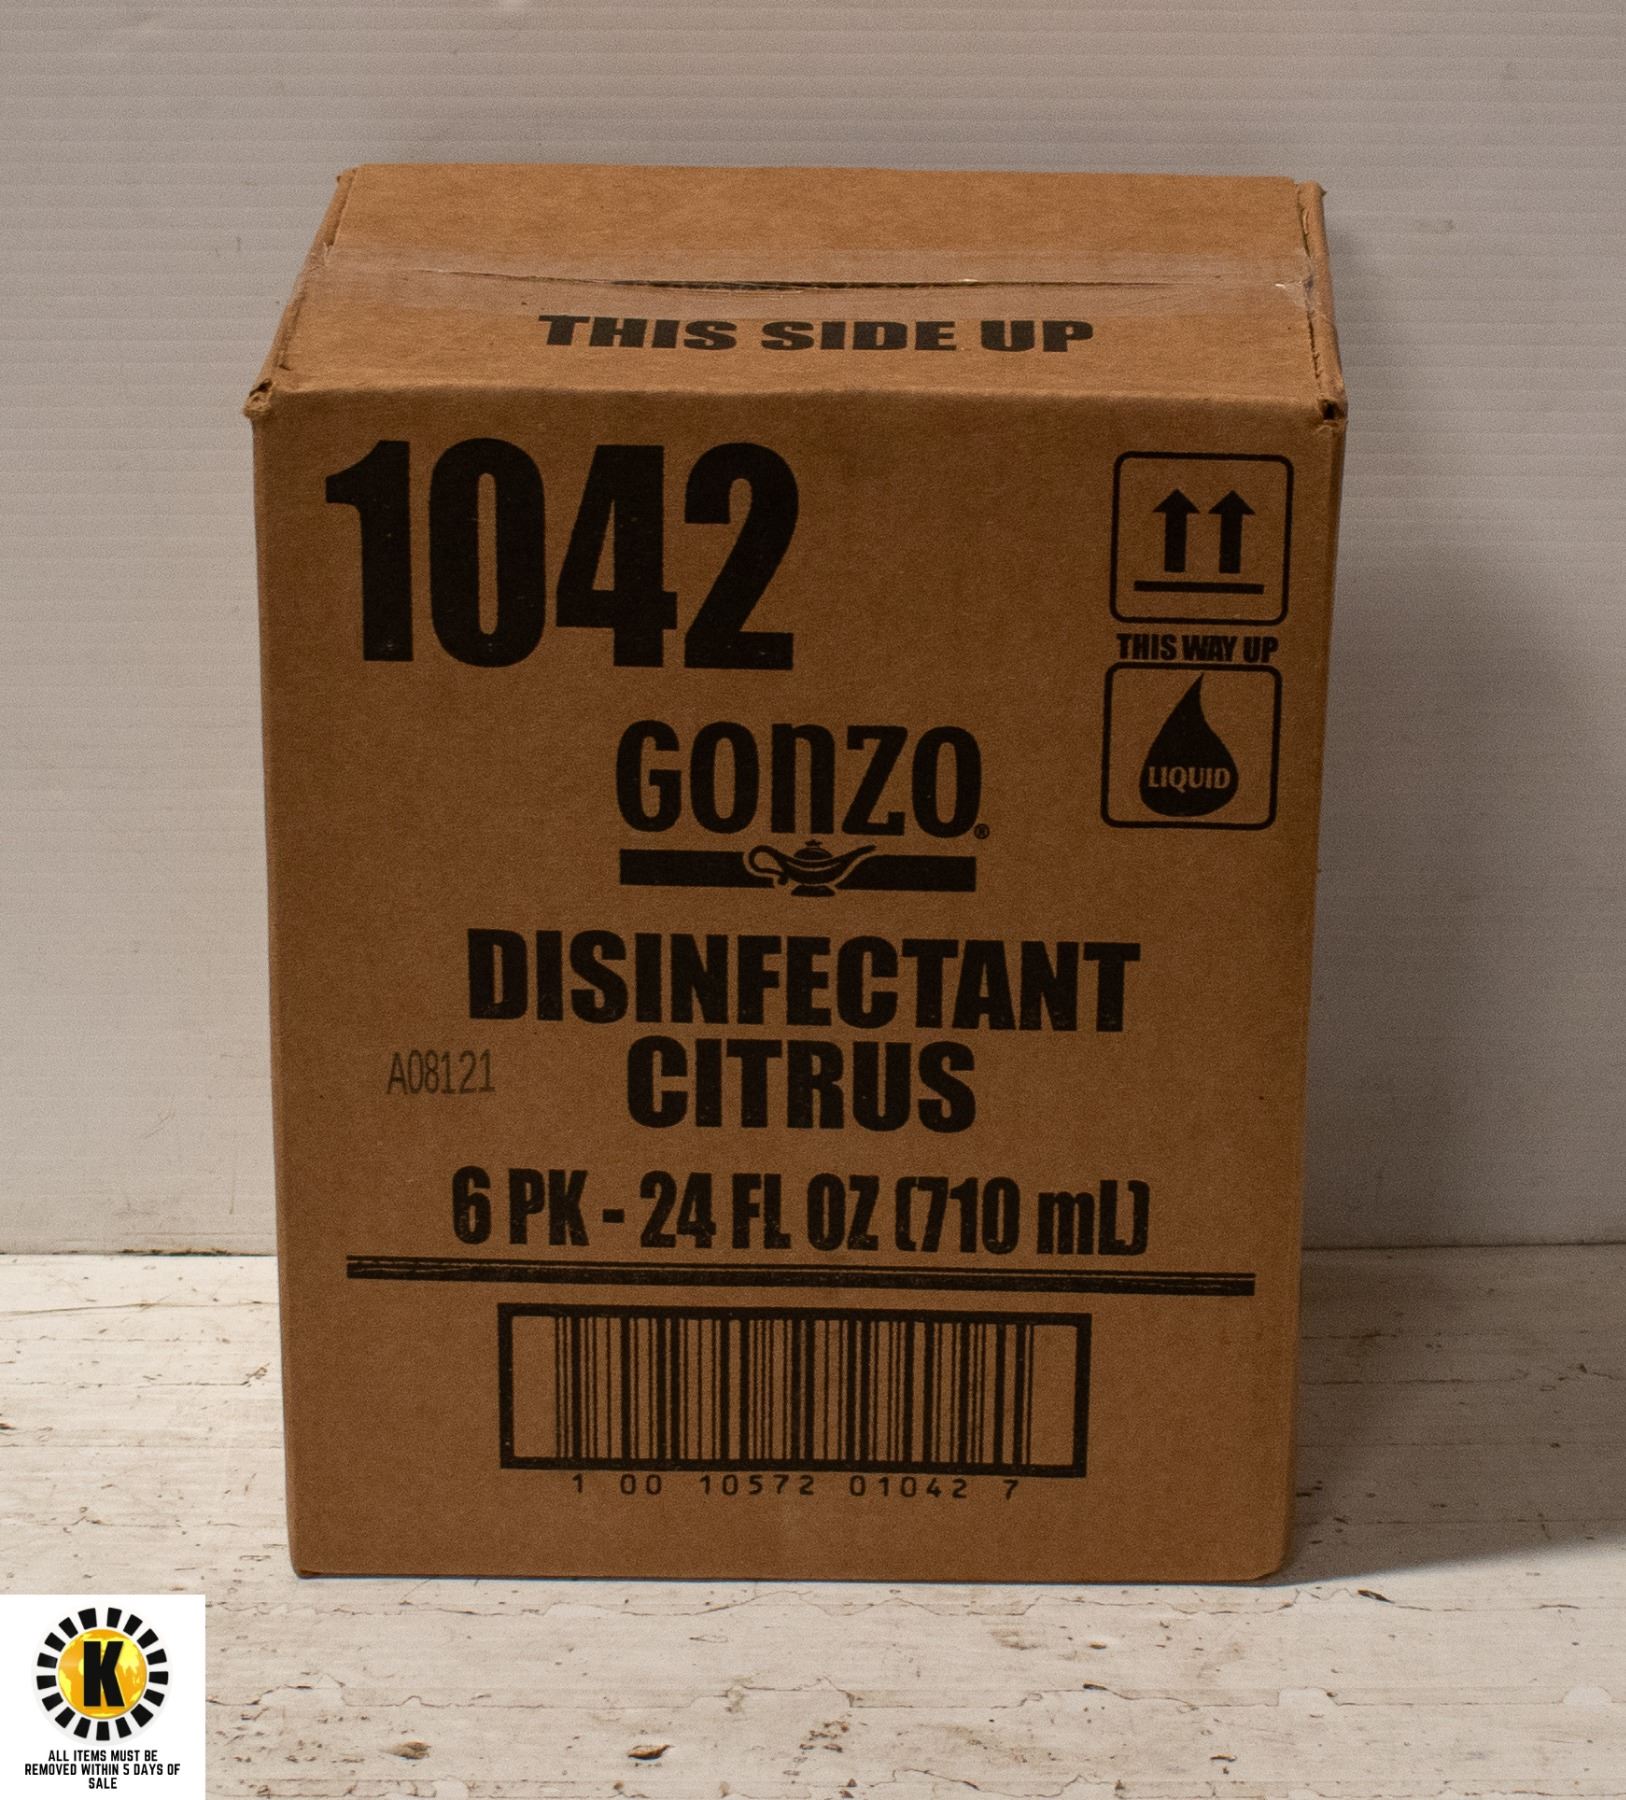 THIS SIDE UP
1042
THIS WAY UP
LIQUID
GONZO®
DISINFECTANT
CITRUS
A08121
6 PK - 24 FL OZ (710 mL)
1 00 10572 01042 7
K
ALL ITEMS MUST BE
REMOVED WITHIN 5 DAYS OF
SALE